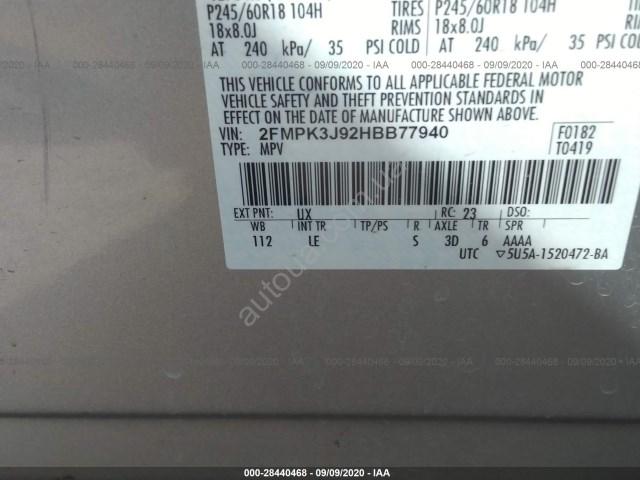 P245/60R18 104H TIRES P245/60R18 104H
18x8.0J RIMS 18x8.0J
AT 240 kPa/ 35 PSI COLD AT 240 kPa/ 35 PSI COLD
THIS VEHICLE CONFORMS TO ALL APPLICABLE FEDERAL MOTOR
VEHICLE SAFETY AND THEFT PREVENTION STANDARDS IN
EFFECT ON THE DATE OF MANUFACTURE SHOWN ABOVE.
VIN: 2FMPK3J92HBB77940 F0182
TYPE: MPV T0419
EXT PNT: UX RC: 23 DSO:
WB INT TR TP/PS R AXLE TR SPR
112 LE S 3D 6 AAAA
UTC ▽5U5A-1520472-BA
autoua.com.ua
000-28440468 - 09/09/2020 - IAA